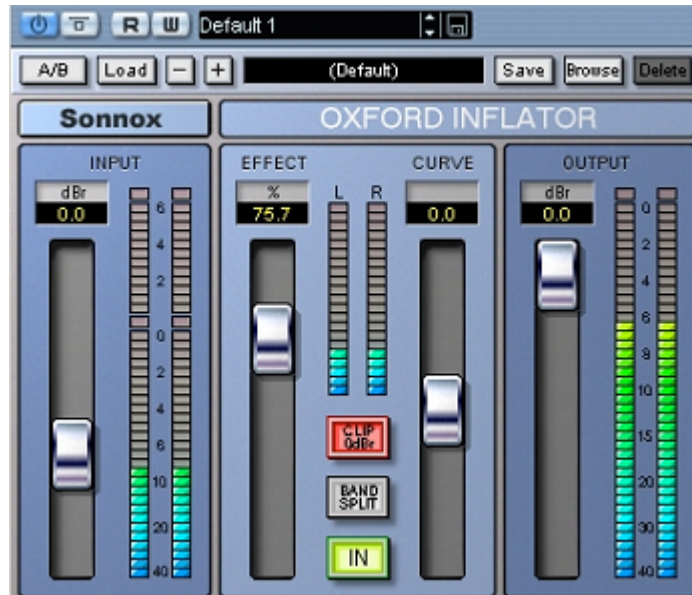 R W Default 1
A/B Load − + (Default) Save Browse Delete
Sonnox OXFORD INFLATOR
INPUT EFFECT CURVE OUTPUT
dBr % L R dBr
0.0 75.7 0.0 0.0
6
4
2
0
2
4
6
10
20
40
CLIP
0dBr
BAND
SPLIT
IN
0
2
4
6
8
10
15
20
30
40